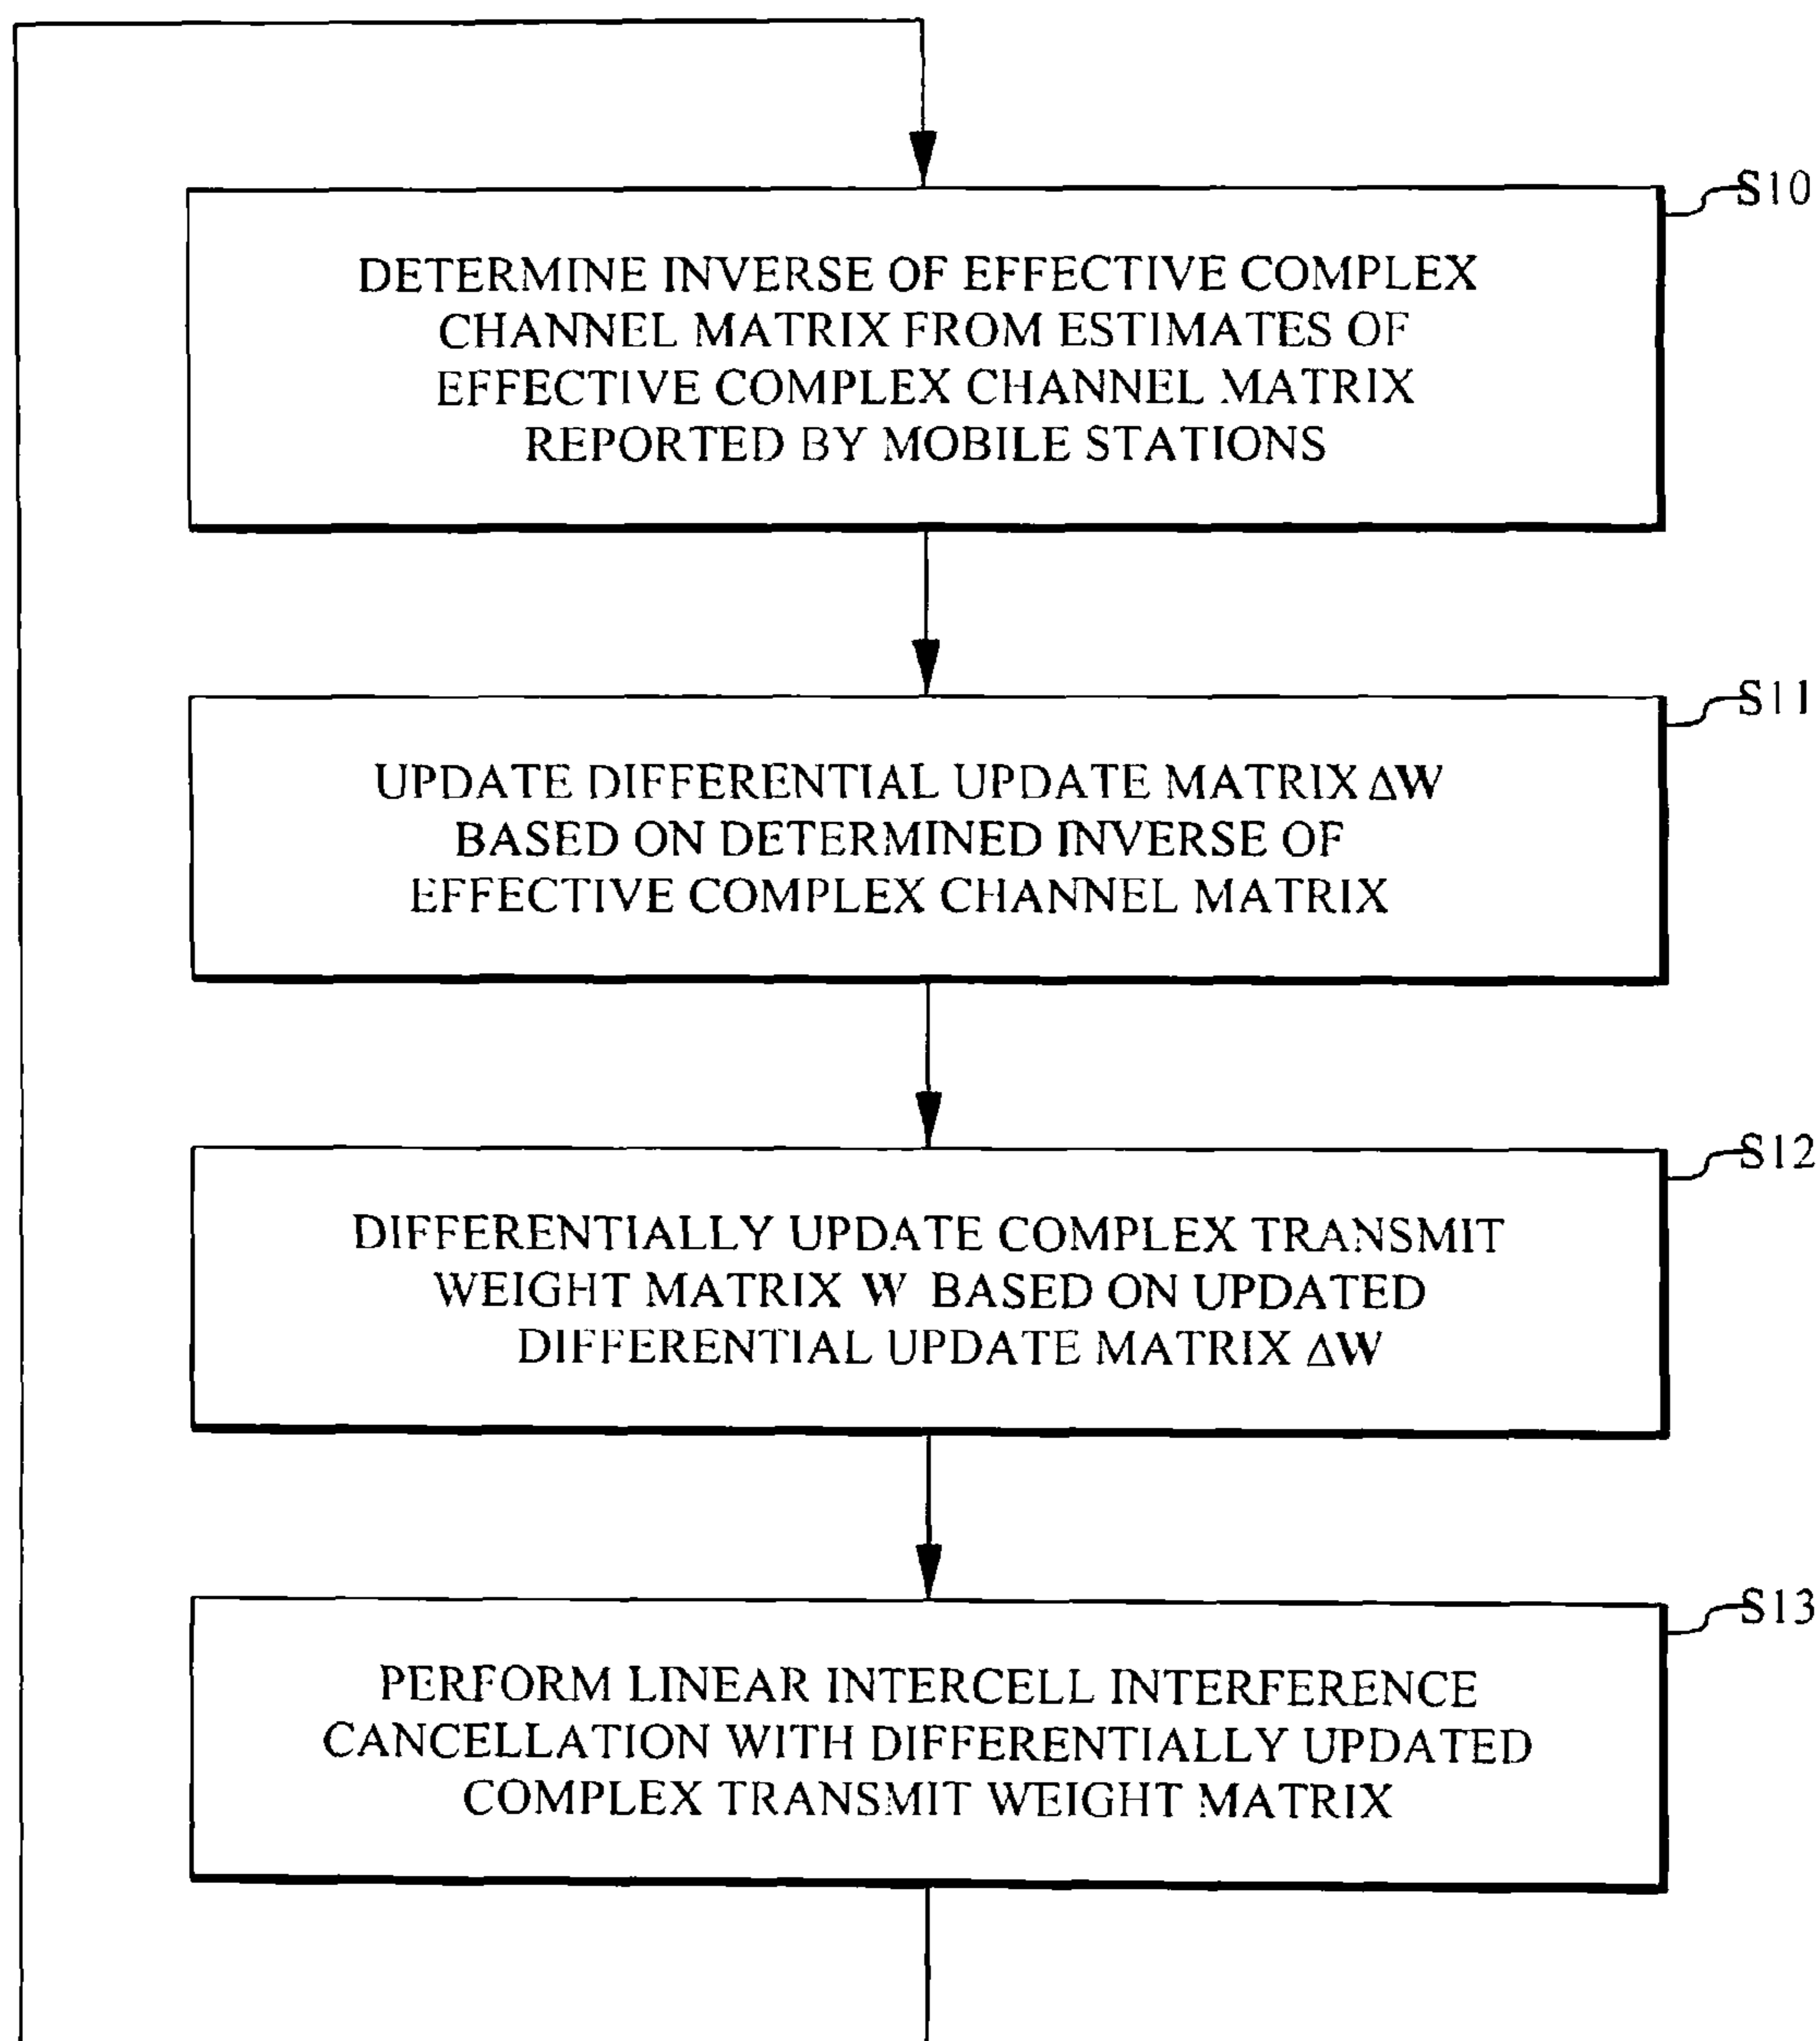 S10
DETERMINE INVERSE OF EFFECTIVE COMPLEX
CHANNEL MATRIX FROM ESTIMATES OF
EFFECTIVE COMPLEX CHANNEL MATRIX
REPORTED BY MOBILE STATIONS
S11
UPDATE DIFFERENTIAL UPDATE MATRIX ΔW
BASED ON DETERMINED INVERSE OF
EFFECTIVE COMPLEX CHANNEL MATRIX
S12
DIFFERENTIALLY UPDATE COMPLEX TRANSMIT
WEIGHT MATRIX W BASED ON UPDATED
DIFFERENTIAL UPDATE MATRIX ΔW
S13
PERFORM LINEAR INTERCELL INTERFERENCE
CANCELLATION WITH DIFFERENTIALLY UPDATED
COMPLEX TRANSMIT WEIGHT MATRIX